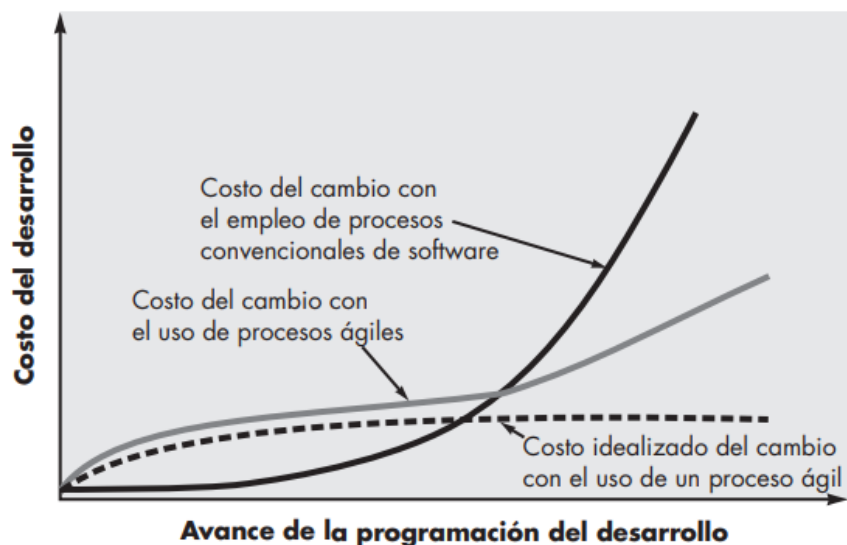 Costo del desarrollo
Costo del cambio con
el empleo de procesos
convencionales de software
Costo del cambio con
el uso de procesos ágiles
Costo idealizado del cambio
con el uso de un proceso ágil
Avance de la programación del desarrollo